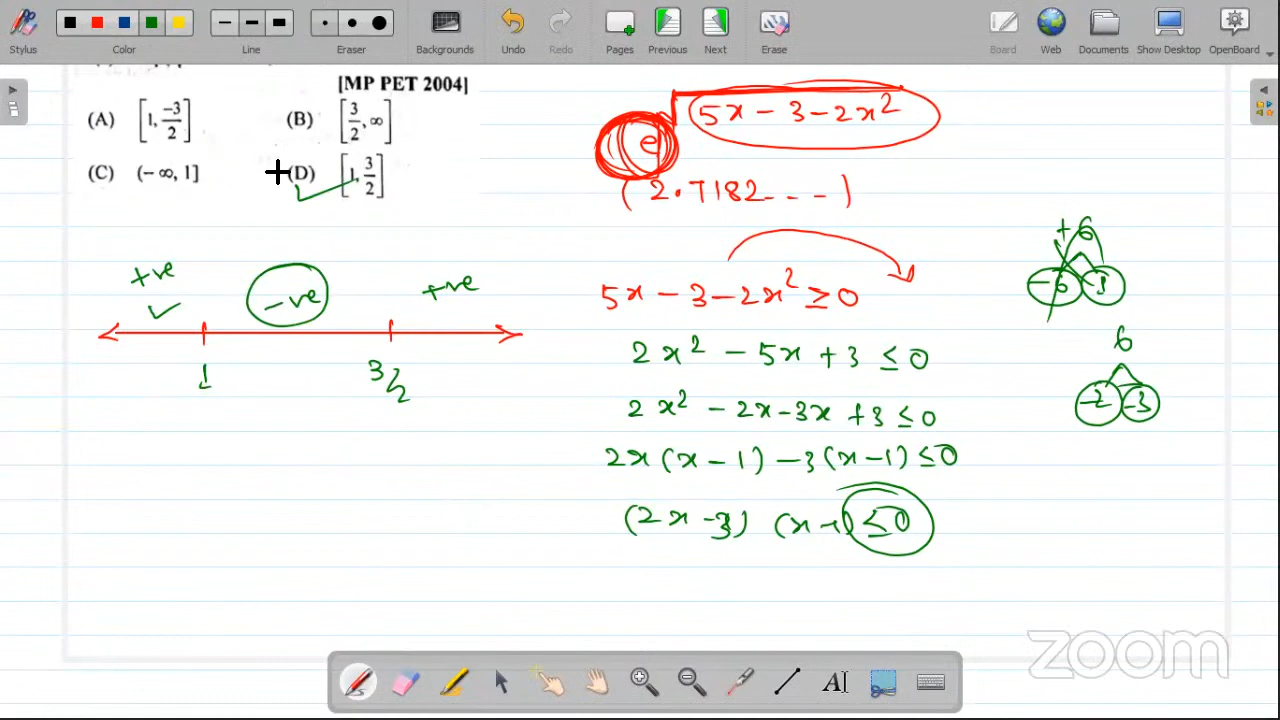 Stylus Color Line Eraser Backgrounds Undo Redo Pages Previous Next Erase Board Web Documents Show Desktop OpenBoard
[MP PET 2004]
(A) [1, -3/2] (B) [3/2, ∞]
(C) (-∞, 1] (D) [1, 3/2]
e^√(5x - 3 - 2x²)
(2.7182...)
+ve -ve +ve
1 3/2
5x - 3 - 2x² ≥ 0
2x² - 5x + 3 ≤ 0
2x² - 2x - 3x + 3 ≤ 0
2x (x - 1) - 3 (x - 1) ≤ 0
(2x - 3) (x - 1) ≤ 0
+6
6
-2 -3
zoom